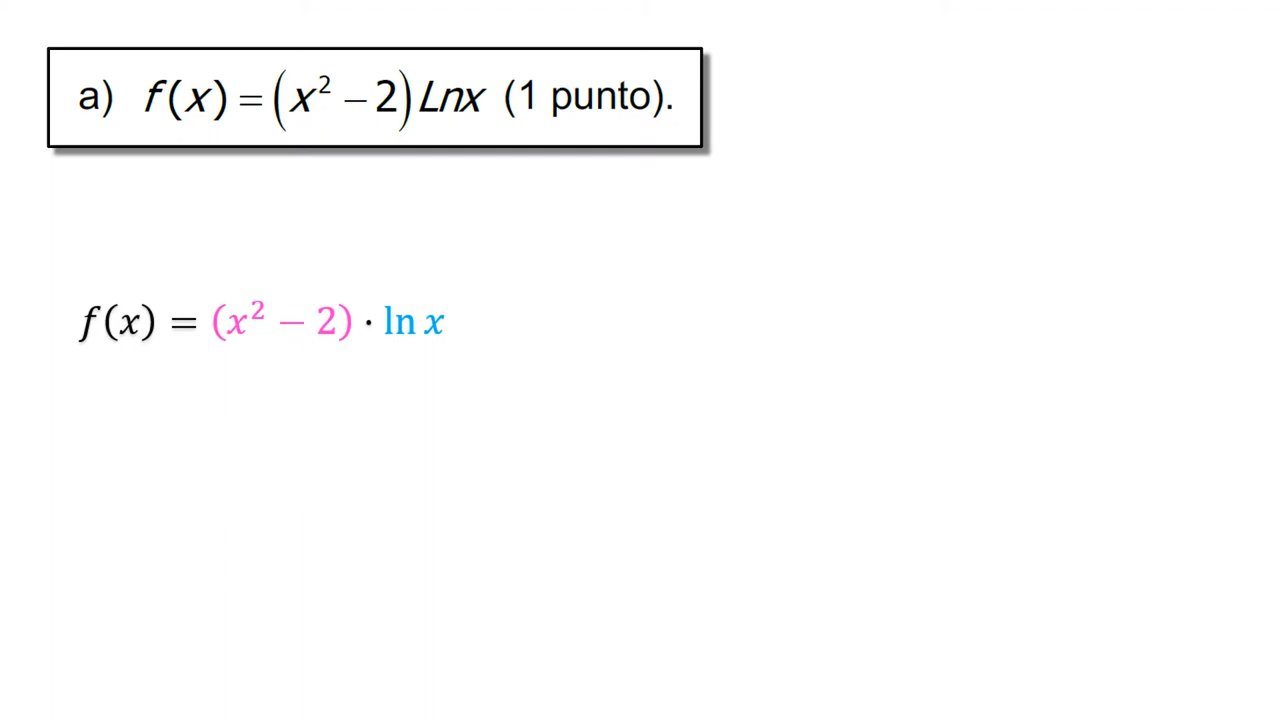 a) f(x) = (x² − 2) Lnx (1 punto).
f(x) = (x² − 2) · ln x